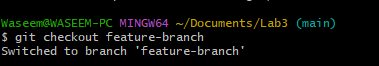 Waseem@WASEEM-PC MINGW64 ~/Documents/Lab3 (main)
$ git checkout feature-branch
Switched to branch 'feature-branch'